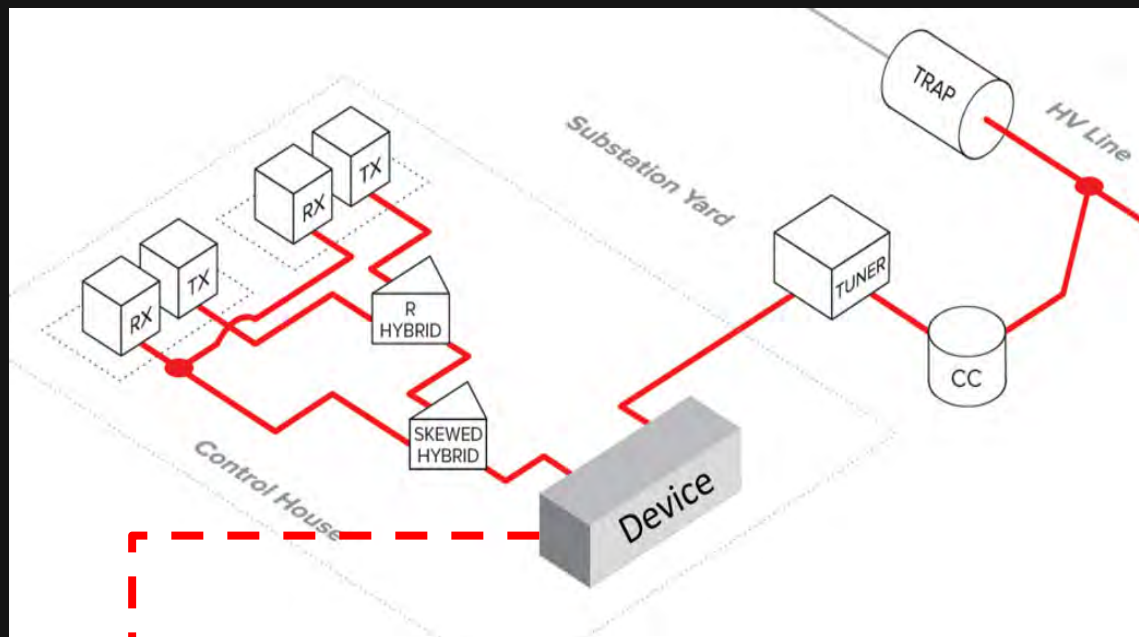 TRAP
HV Line
Substation Yard
TX
RX
TX
RX
TUNER
R
HYBRID
CC
SKEWED
HYBRID
Control House
Device